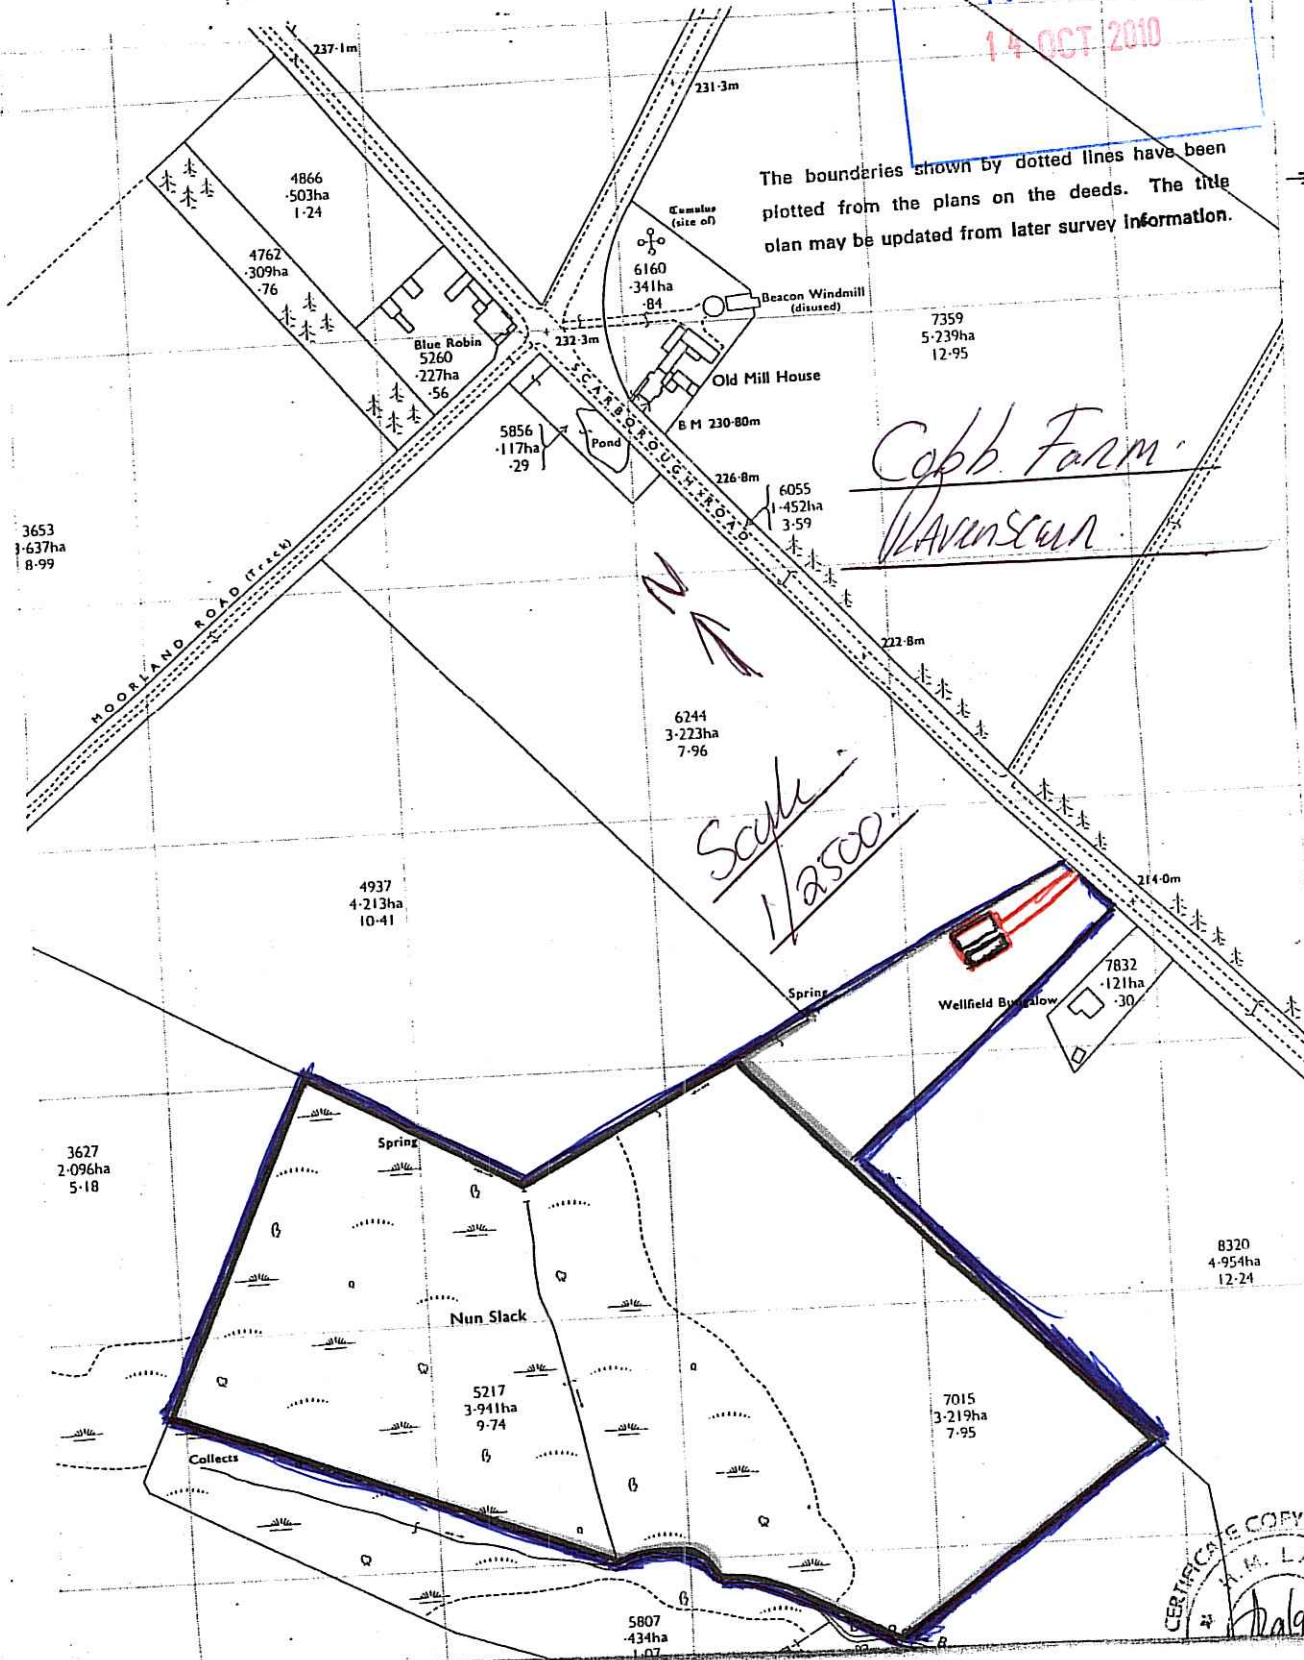 237·1m
14 OCT 2010
231·3m
The boundaries shown by dotted lines have been
plotted from the plans on the deeds. The title
plan may be updated from later survey information.
4866
·503ha
1·24
Tumulus
(site of)
4762
·309ha
·76
6160
·341ha
·84
Beacon Windmill
(disused)
7359
5·239ha
12·95
Blue Robin
5260
·227ha
·56
232·3m
Old Mill House
B M 230·80m
SCARBOROUGH ROAD
5856
·117ha
·29
Pond
226·8m
6055
1·452ha
3·59
Cobb Farm.
Ravenscar.
3653
3·637ha
8·99
MOORLAND ROAD (Track)
N
222·8m
6244
3·223ha
7·96
Scale
1/2500.
4937
4·213ha
10·41
214·0m
7832
·121ha
·30
Spring
Wellfield Bungalow
3627
2·096ha
5·18
Spring
8320
4·954ha
12·24
Nun Slack
5217
3·941ha
9·74
7015
3·219ha
7·95
Collects
5807
·434ha
1·07
CERTIFICATE COPY
H.M. LA